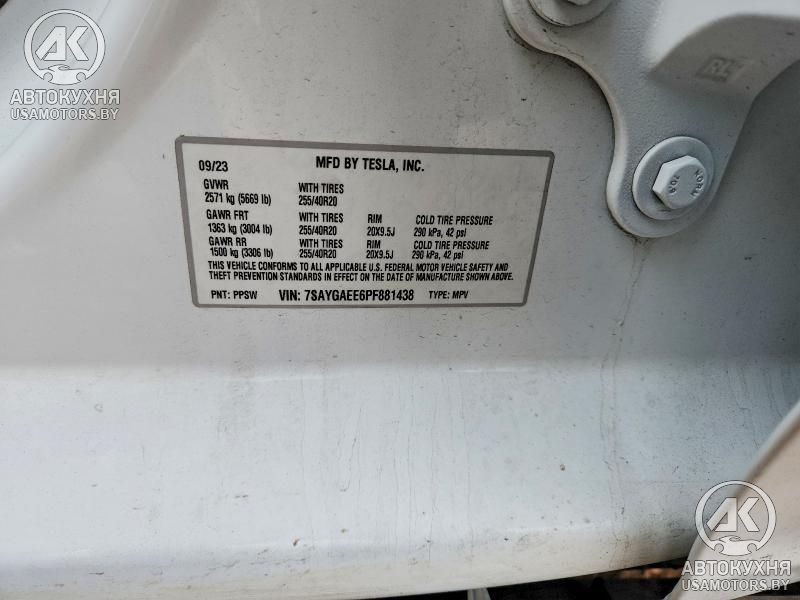 АК
АВТОКУХНЯ
USAMOTORS.BY
RL
09/23 MFD BY TESLA, INC.
GVWR WITH TIRES
2571 kg (5669 lb) 255/40R20
GAWR FRT WITH TIRES RIM COLD TIRE PRESSURE
1363 kg (3004 lb) 255/40R20 20X9.5J 290 kPa, 42 psi
GAWR RR WITH TIRES RIM COLD TIRE PRESSURE
1500 kg (3306 lb) 255/40R20 20X9.5J 290 kPa, 42 psi
THIS VEHICLE CONFORMS TO ALL APPLICABLE U.S. FEDERAL MOTOR VEHICLE SAFETY AND
THEFT PREVENTION STANDARDS IN EFFECT ON THE DATE OF MANUFACTURE SHOWN ABOVE.
PNT: PPSW VIN: 7SAYGAEE6PF881438 TYPE: MPV
АК
АВТОКУХНЯ
USAMOTORS.BY